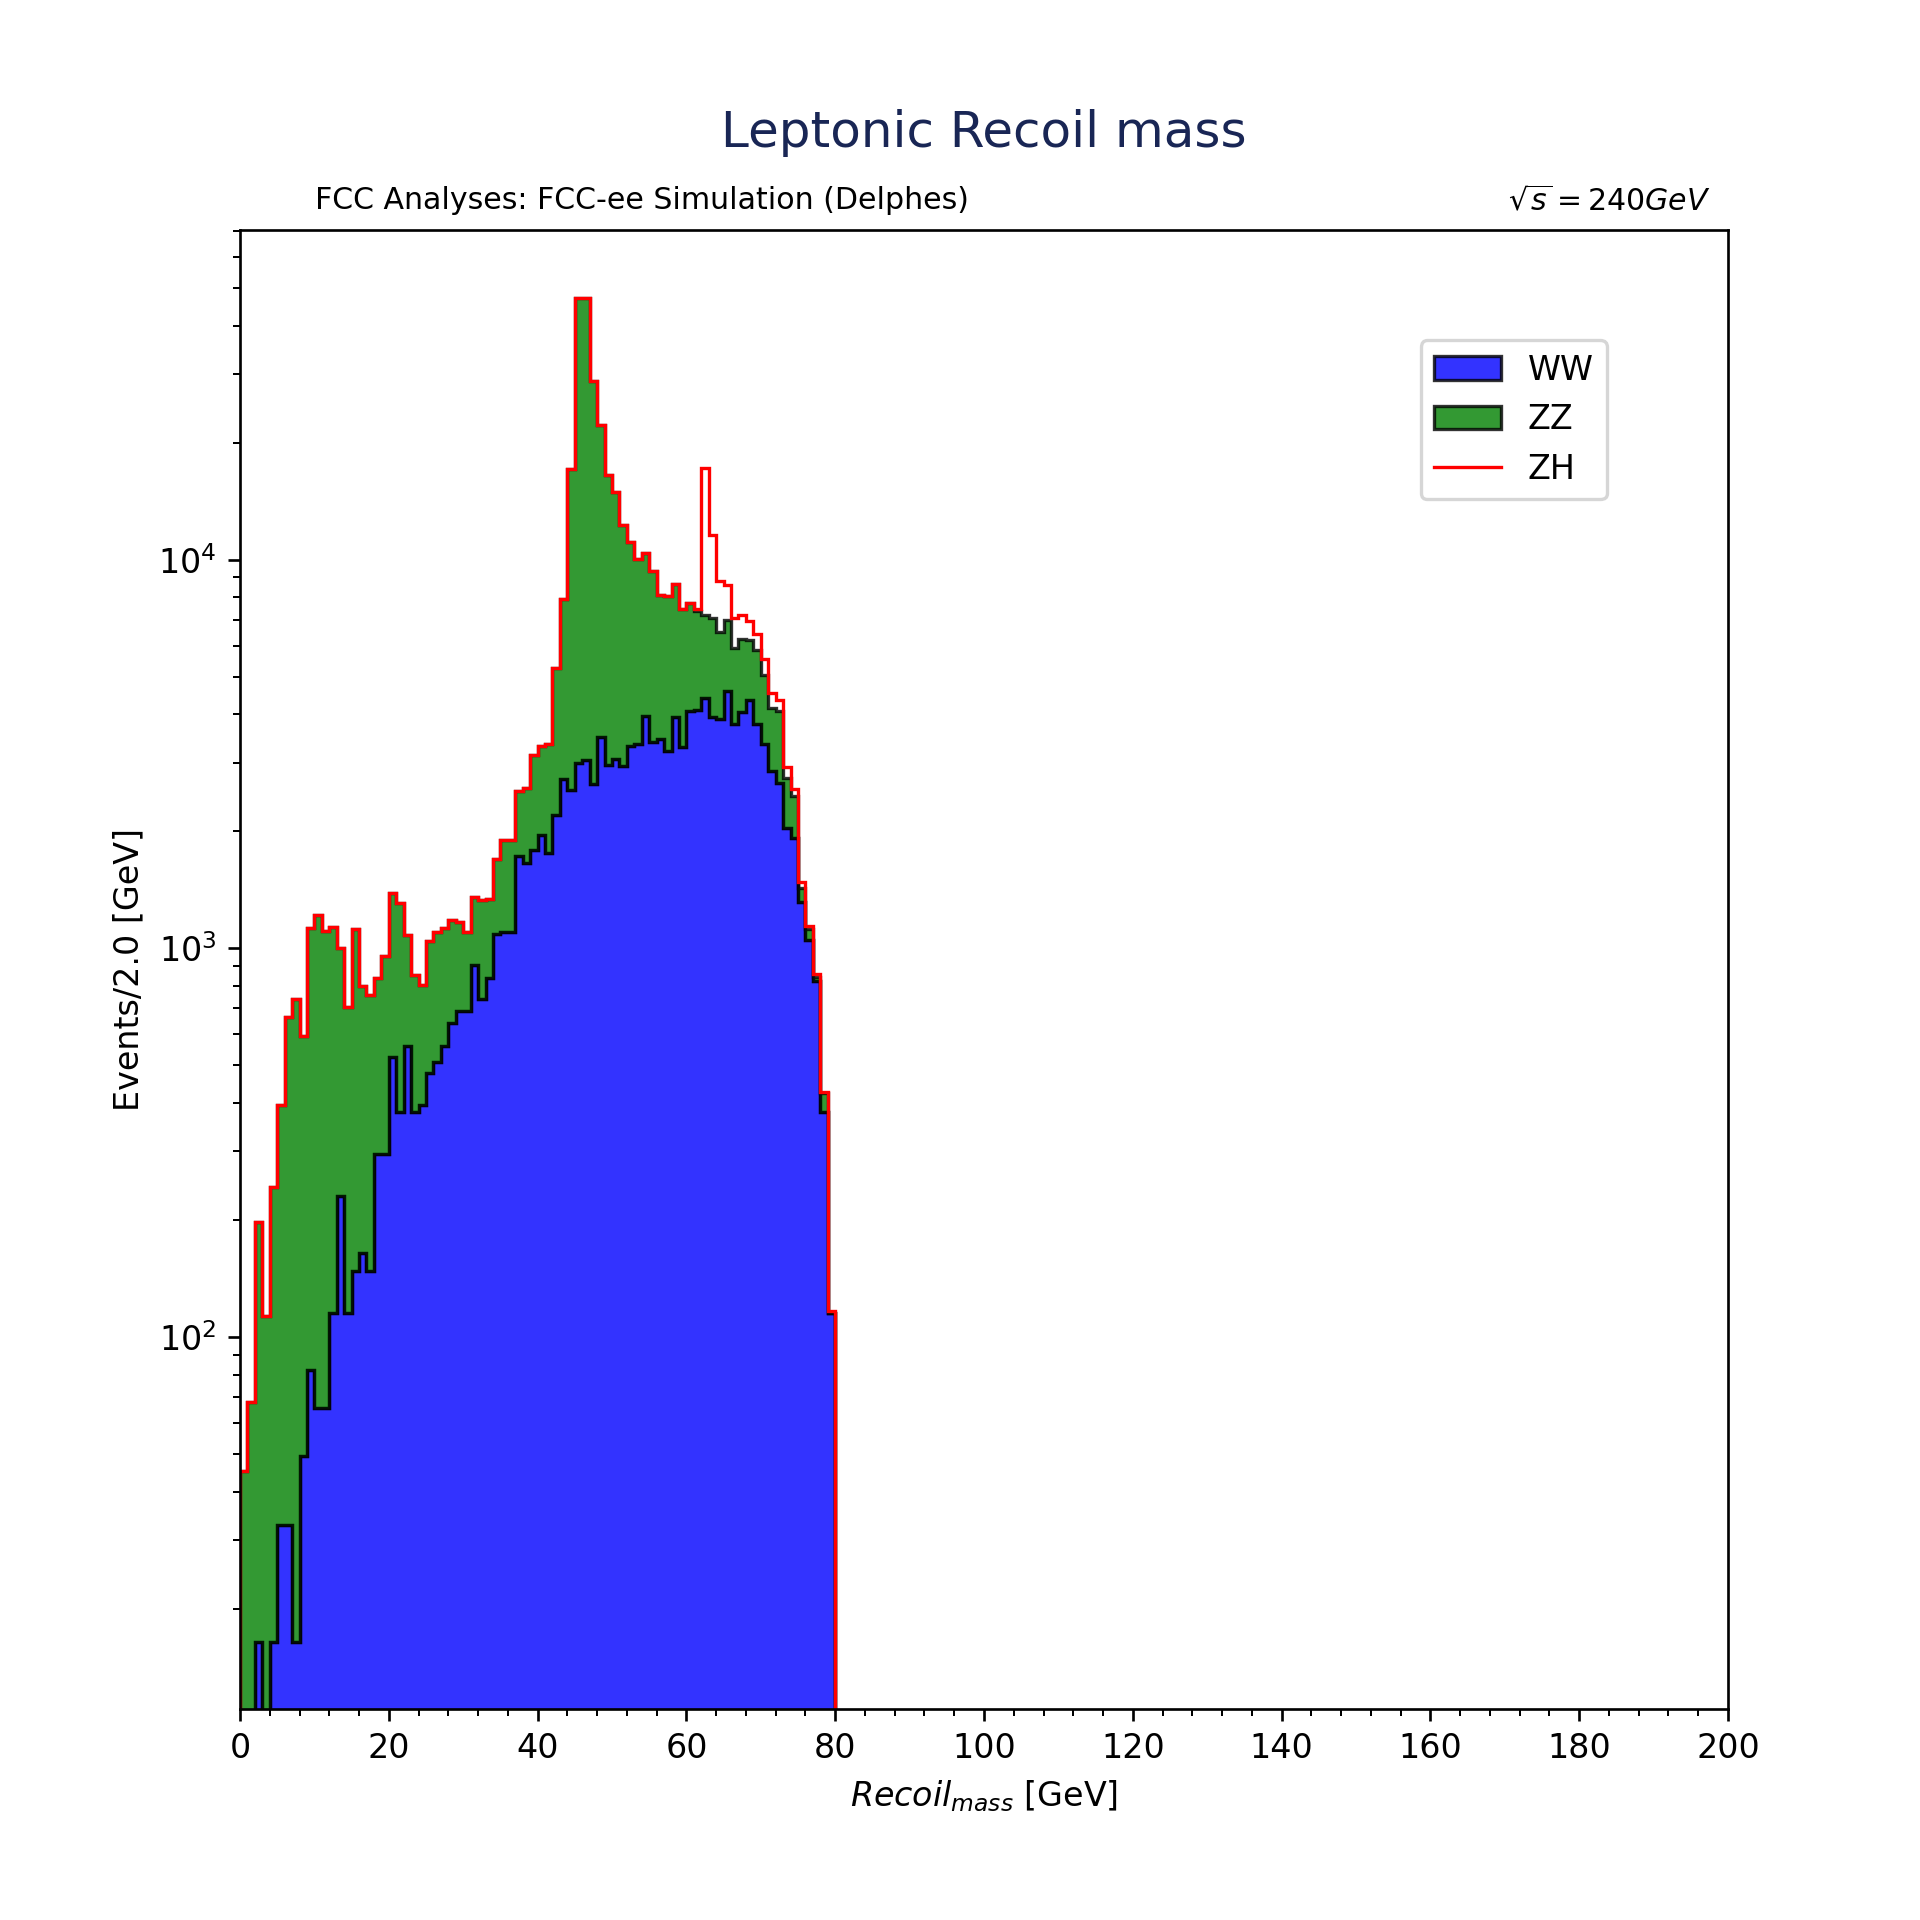 Leptonic Recoil mass
FCC Analyses: FCC-ee Simulation (Delphes)
√s = 240GeV
WW
ZZ
ZH
10⁴
10³
10²
Events/2.0 [GeV]
0 20 40 60 80 100 120 140 160 180 200
Recoil_mass [GeV]